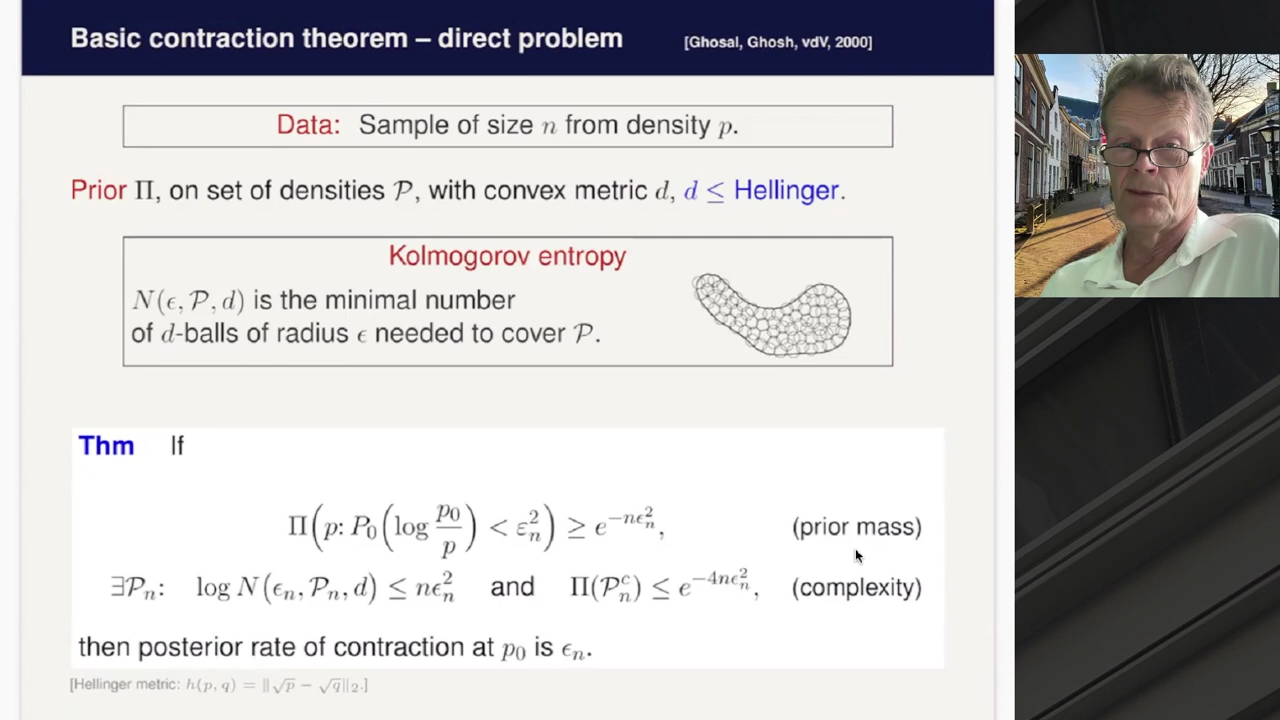 Basic contraction theorem – direct problem [Ghosal, Ghosh, vdV, 2000]
Data: Sample of size n from density p.
Prior Π, on set of densities 𝒫, with convex metric d, d ≤ Hellinger.
Kolmogorov entropy
N(ϵ, 𝒫, d) is the minimal number
of d-balls of radius ϵ needed to cover 𝒫.
Thm If
Π(p: P₀(log p₀/p) < ε²ₙ) ≥ e^{−nϵ²ₙ}, (prior mass)
∃𝒫ₙ: log N(ϵₙ, 𝒫ₙ, d) ≤ nϵ²ₙ and Π(𝒫ₙᶜ) ≤ e^{−4nϵ²ₙ}, (complexity)
then posterior rate of contraction at p₀ is ϵₙ.
[Hellinger metric: h(p, q) = ‖√p − √q‖₂.]